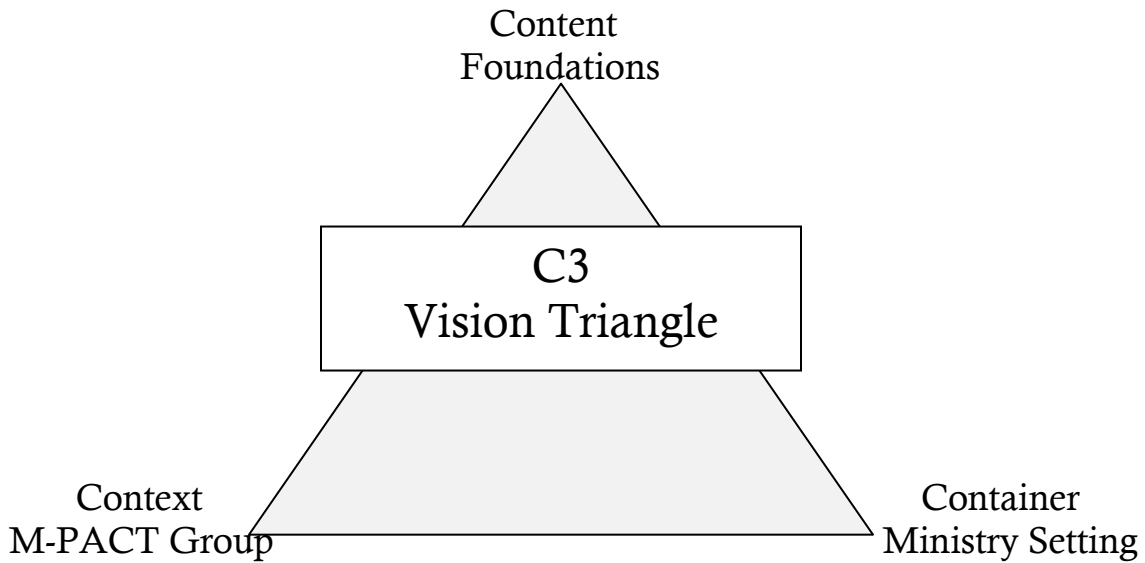 Content
Foundations
C3
Vision Triangle
Context
M-PACT Group
Container
Ministry Setting